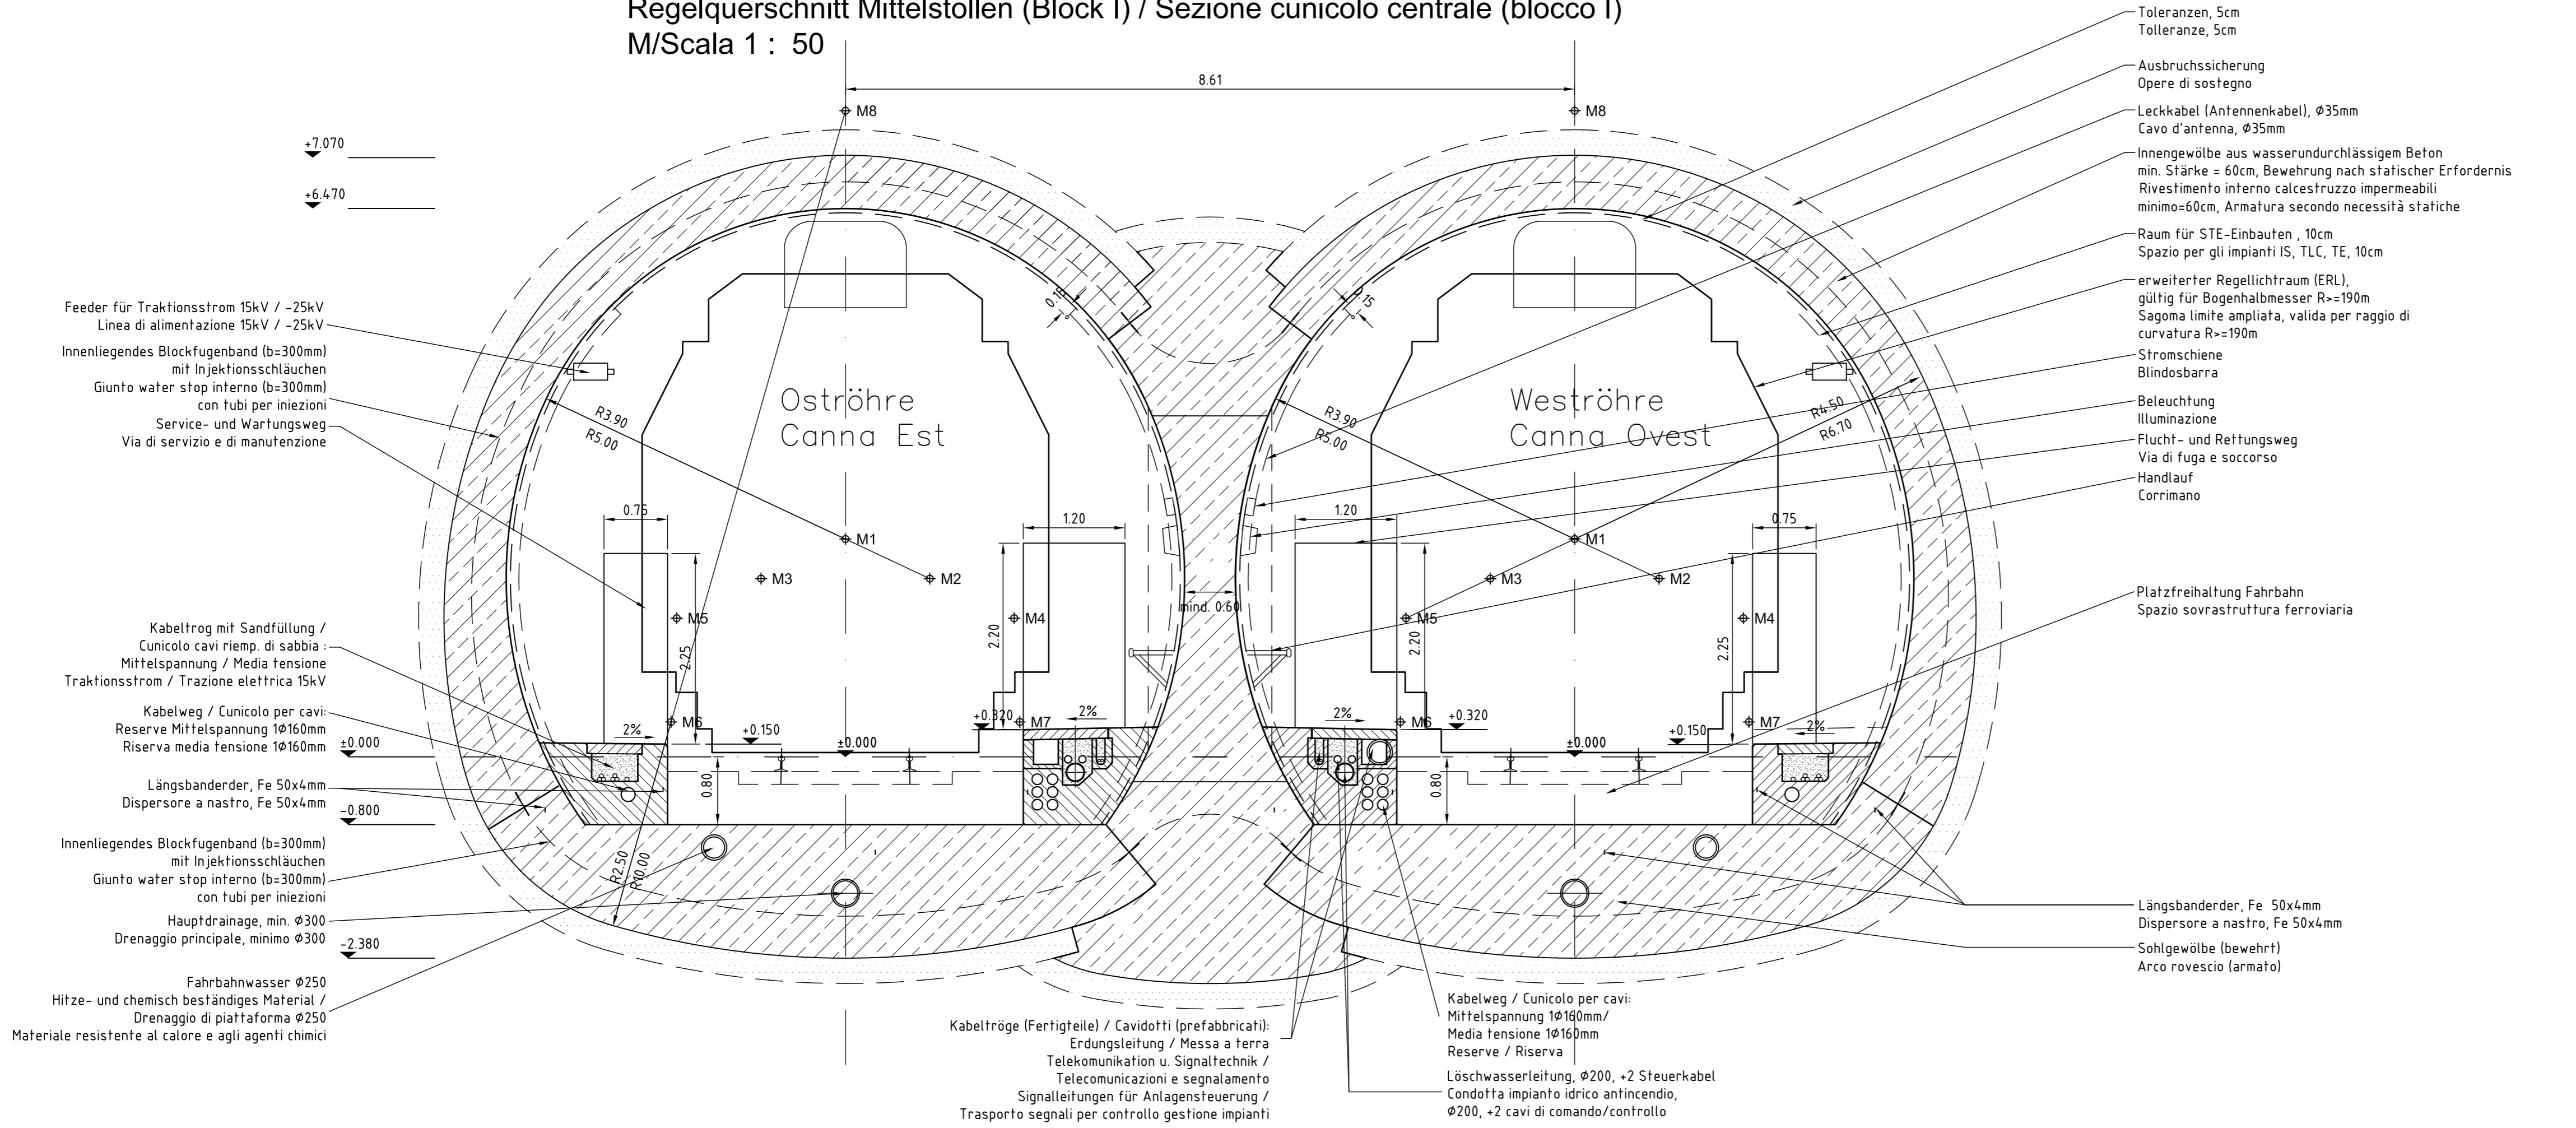 Regelquerschnitt Mittelstollen (Block I) / Sezione cunicolo centrale (blocco I)
M/Scala 1 : 50
8.61
M8
M8
+7.070
+6.470
Feeder für Traktionsstrom 15kV / -25kV
Linea di alimentazione 15kV / -25kV
Innenliegendes Blockfugenband (b=300mm)
mit Injektionsschläuchen
Giunto water stop interno (b=300mm)
con tubi per iniezioni
Service- und Wartungsweg
Via di servizio e di manutenzione
Kabeltrog mit Sandfüllung /
Cunicolo cavi riemp. di sabbia :
Mittelspannung / Media tensione
Traktionsstrom / Trazione elettrica 15kV
Kabelweg / Cunicolo per cavi:
Reserve Mittelspannung 1Φ160mm
Riserva media tensione 1Φ160mm
±0.000
Längsbanderder, Fe 50x4mm
Dispersore a nastro, Fe 50x4mm
-0.800
Innenliegendes Blockfugenband (b=300mm)
mit Injektionsschläuchen
Giunto water stop interno (b=300mm)
con tubi per iniezioni
Hauptdrainage, min. Φ300
Drenaggio principale, minimo Φ300
-2.380
Fahrbahnwasser Φ250
Hitze- und chemisch beständiges Material /
Drenaggio di piattaforma Φ250
Materiale resistente al calore e agli agenti chimici
0.15
R3.90
R5.00
Oströhre
Canna Est
0.75
1.20
M1
M3
M2
M5
M4
2.25
2.20
M6
M7
2%
+0.150
±0.000
+0.320
2%
0.80
R2.50
R10.00
mind. 0.60
0.15
R3.90
R5.00
Weströhre
Canna Ovest
R4.50
R6.70
1.20
0.75
M1
M3
M2
M5
M4
2.20
2.25
M6
M7
2%
+0.320
±0.000
+0.150
2%
0.80
Kabeltröge (Fertigteile) / Cavidotti (prefabbricati):
Erdungsleitung / Messa a terra
Telekomunikation u. Signaltechnik /
Telecomunicazioni e segnalamento
Signalleitungen für Anlagensteuerung /
Trasporto segnali per controllo gestione impianti
Kabelweg / Cunicolo per cavi:
Mittelspannung 1Φ160mm/
Media tensione 1Φ160mm
Reserve / Riserva
Löschwasserleitung, Φ200, +2 Steuerkabel
Condotta impianto idrico antincendio,
Φ200, +2 cavi di comando/controllo
Toleranzen, 5cm
Tolleranze, 5cm
Ausbruchssicherung
Opere di sostegno
Leckkabel (Antennenkabel), Φ35mm
Cavo d'antenna, Φ35mm
Innengewölbe aus wasserundurchlässigem Beton
min. Stärke = 60cm, Bewehrung nach statischer Erfordernis
Rivestimento interno calcestruzzo impermeabili
minimo=60cm, Armatura secondo necessità statiche
Raum für STE-Einbauten , 10cm
Spazio per gli impianti IS, TLC, TE, 10cm
erweiterter Regellichtraum (ERL),
gültig für Bogenhalbmesser R>=190m
Sagoma limite ampliata, valida per raggio di
curvatura R>=190m
Stromschiene
Blindosbarra
Beleuchtung
Illuminazione
Flucht- und Rettungsweg
Via di fuga e soccorso
Handlauf
Corrimano
Platzfreihaltung Fahrbahn
Spazio sovrastruttura ferroviaria
Längsbanderder, Fe 50x4mm
Dispersore a nastro, Fe 50x4mm
Sohlgewölbe (bewehrt)
Arco rovescio (armato)